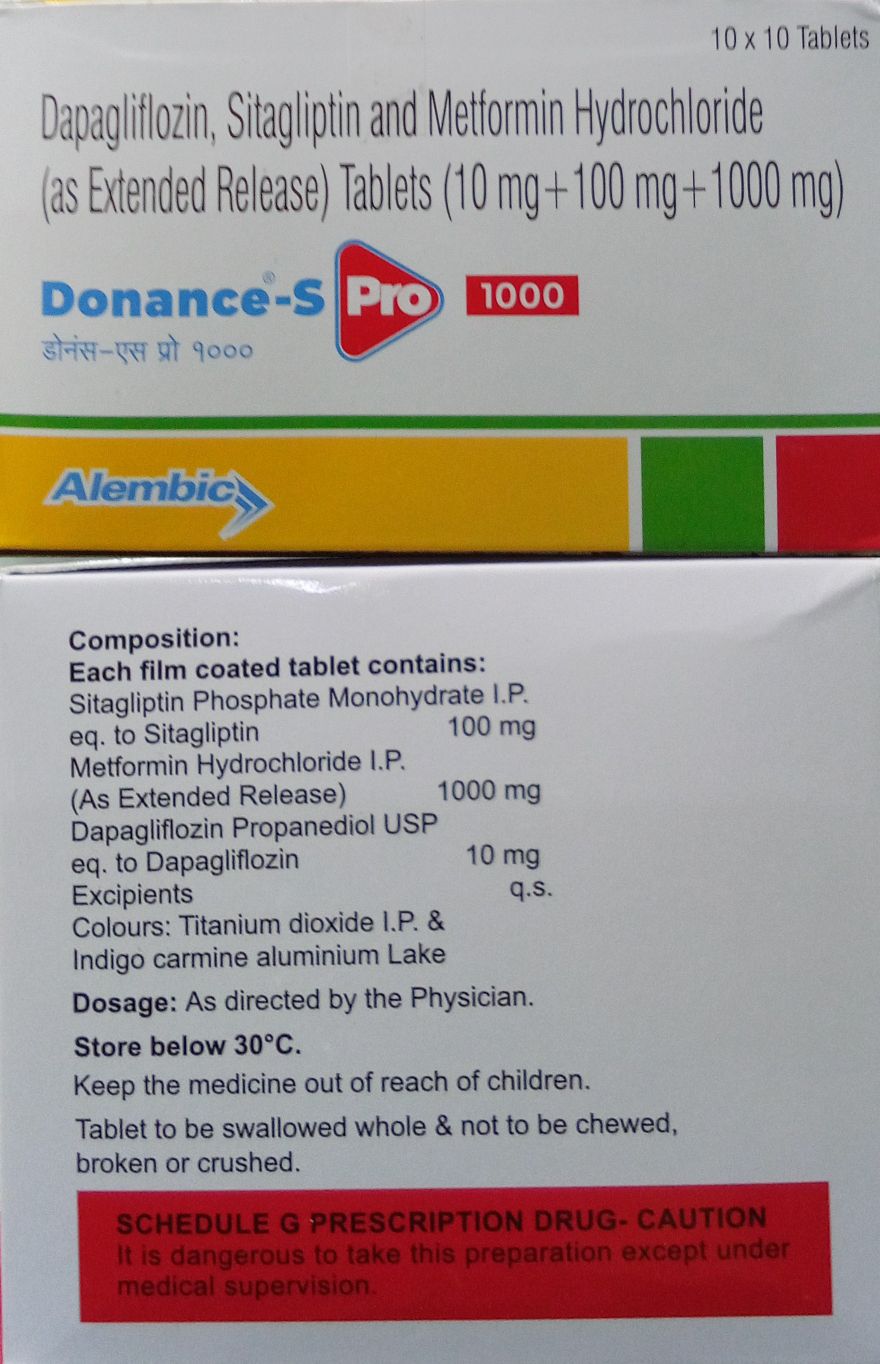 10 x 10 Tablets
Dapagliflozin, Sitagliptin and Metformin Hydrochloride
(as Extended Release) Tablets (10 mg+100 mg+1000 mg)
Donance®-S Pro 1000
डोनंस-एस प्रो १०००
Alembic
Composition:
Each film coated tablet contains:
Sitagliptin Phosphate Monohydrate I.P.
eq. to Sitagliptin 100 mg
Metformin Hydrochloride I.P.
(As Extended Release) 1000 mg
Dapagliflozin Propanediol USP
eq. to Dapagliflozin 10 mg
Excipients q.s.
Colours: Titanium dioxide I.P. &
Indigo carmine aluminium Lake
Dosage: As directed by the Physician.
Store below 30°C.
Keep the medicine out of reach of children.
Tablet to be swallowed whole & not to be chewed,
broken or crushed.
SCHEDULE G PRESCRIPTION DRUG- CAUTION
It is dangerous to take this preparation except under
medical supervision.